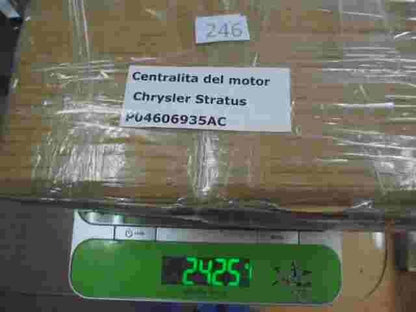 246
Centralita del motor
Chrysler Stratus
P04606935AC
2425